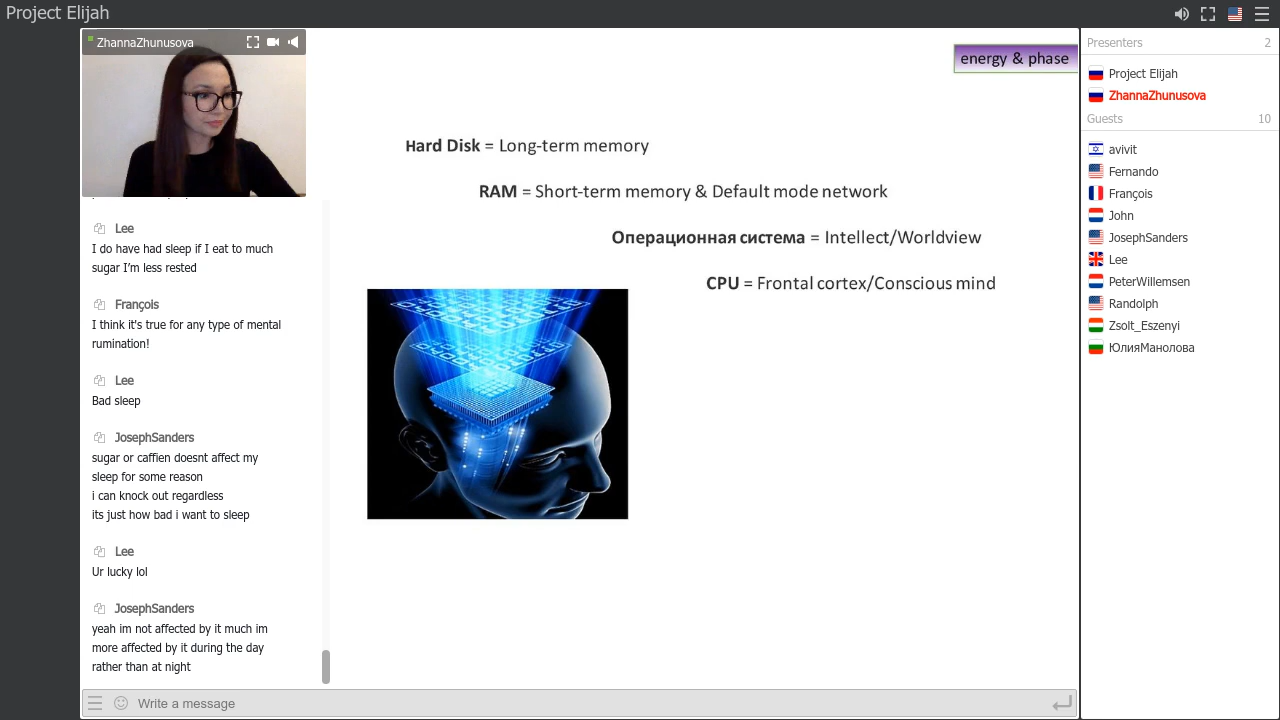 Project Elijah
ZhannaZhunusova
Lee
I do have had sleep if I eat to much
sugar I'm less rested
François
I think it's true for any type of mental
rumination!
Lee
Bad sleep
JosephSanders
sugar or caffien doesnt affect my
sleep for some reason
i can knock out regardless
its just how bad i want to sleep
Lee
Ur lucky lol
JosephSanders
yeah im not affected by it much im
more affected by it during the day
rather than at night
Write a message
energy & phase
Hard Disk = Long-term memory
RAM = Short-term memory & Default mode network
Операционная система = Intellect/Worldview
CPU = Frontal cortex/Conscious mind
Presenters 2
Project Elijah
ZhannaZhunusova
Guests 10
avivit
Fernando
François
John
JosephSanders
Lee
PeterWillemsen
Randolph
Zsolt_Eszenyi
ЮлияМанолова